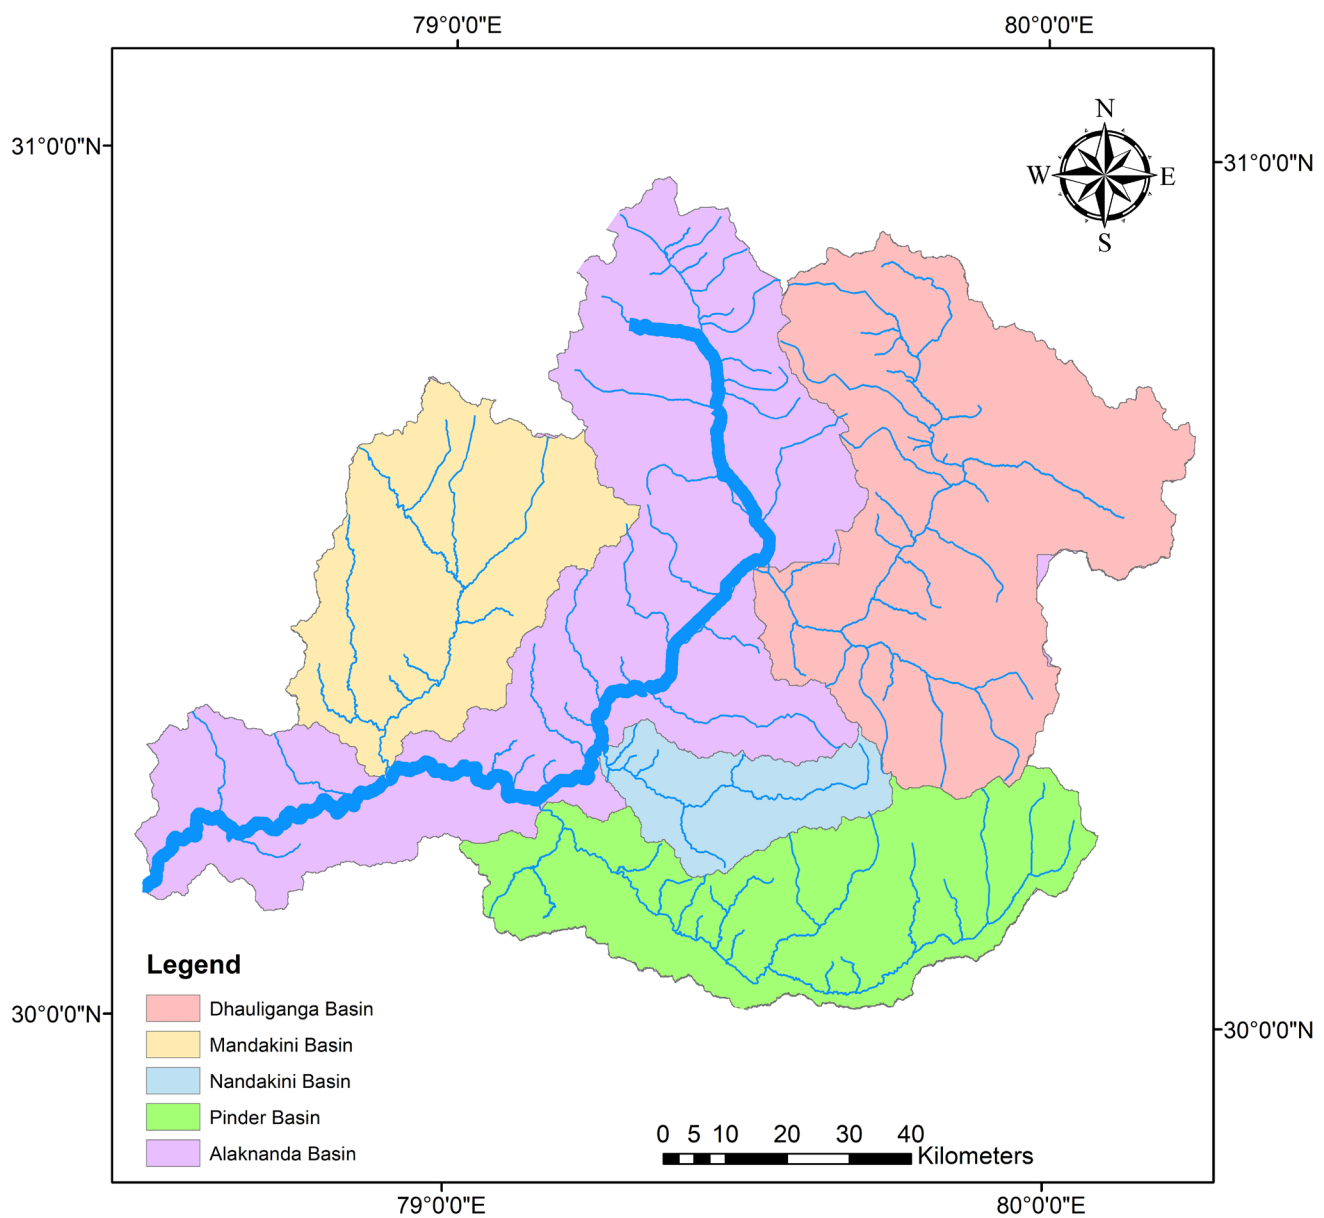 79°0'0"E 80°0'0"E
31°0'0"N
31°0'0"N
N
W E
S
Legend
Dhauliganga Basin
Mandakini Basin
Nandakini Basin
Pinder Basin
Alaknanda Basin
30°0'0"N
30°0'0"N
0 5 10 20 30 40
Kilometers
79°0'0"E 80°0'0"E